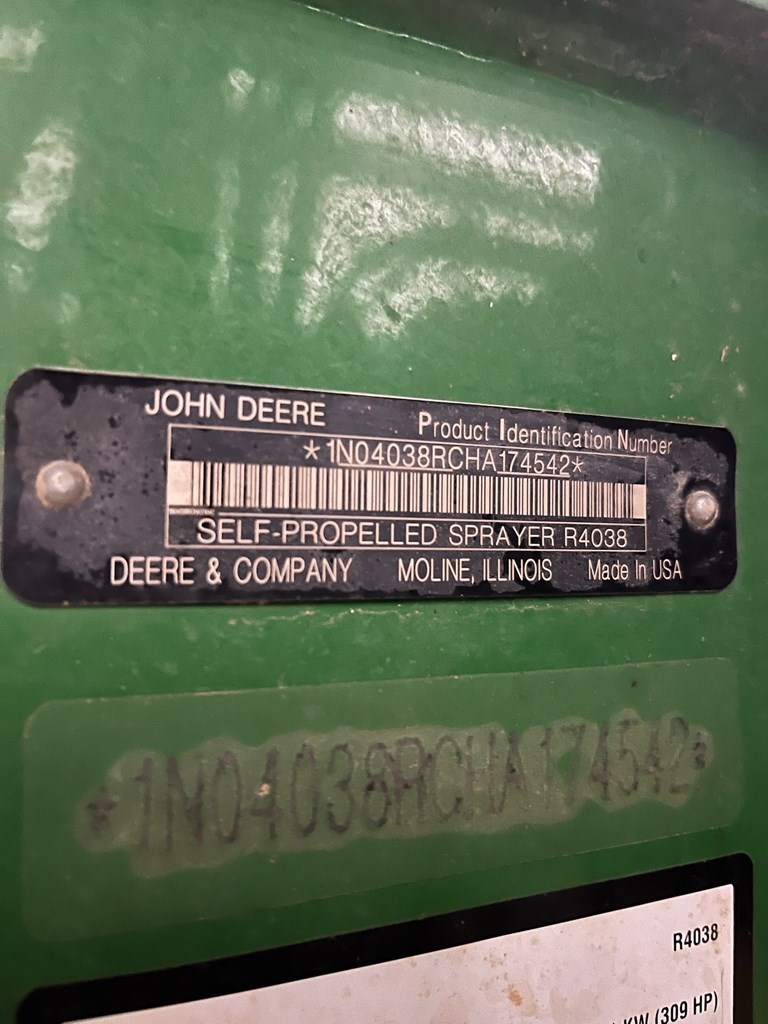 JOHN DEERE
Product Identification Number
*1N04038RCHA174542*
SELF-PROPELLED SPRAYER R4038
DEERE & COMPANY MOLINE, ILLINOIS Made In USA
*1N04038RCHA174542*
R4038
KW (309 HP)